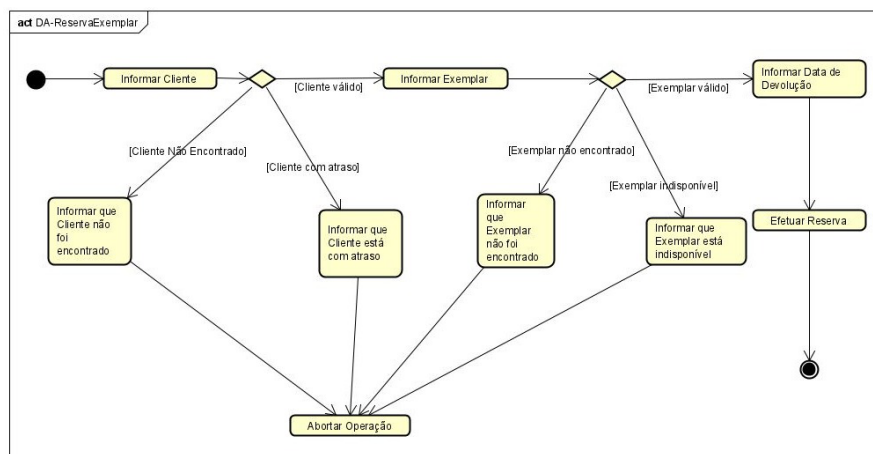 act DA-ReservaExemplar
Informar Cliente
[Cliente válido]
Informar Exemplar
[Exemplar válido]
Informar Data de
Devolução
[Cliente Não Encontrado]
[Cliente com atraso]
[Exemplar não encontrado]
[Exemplar indisponível]
Informar que
Cliente não
foi
encontrado
Informar que
Cliente está
com atraso
Informar
que
Exemplar
não foi
encontrado
Informar que
Exemplar está
indisponível
Efetuar Reserva
Abortar Operação